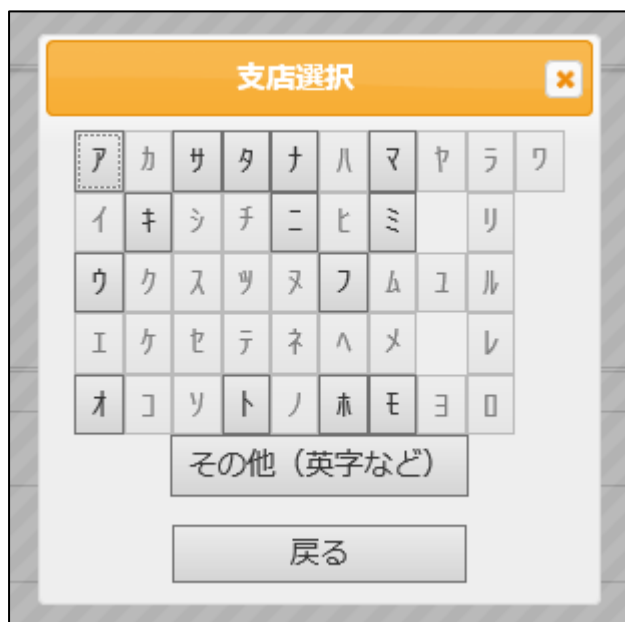 支店選択
ｱ ｶ ｻ ﾀ ﾅ ﾊ ﾏ ﾔ ﾗ ﾜ
ｲ ｷ ｼ ﾁ ﾆ ﾋ ﾐ ﾘ
ｳ ｸ ｽ ﾂ ﾇ ﾌ ﾑ ﾕ ﾙ
ｴ ｹ ｾ ﾃ ﾈ ﾍ ﾒ ﾚ
ｵ ｺ ｿ ﾄ ﾉ ﾎ ﾓ ﾖ ﾛ
その他（英字など）
戻る